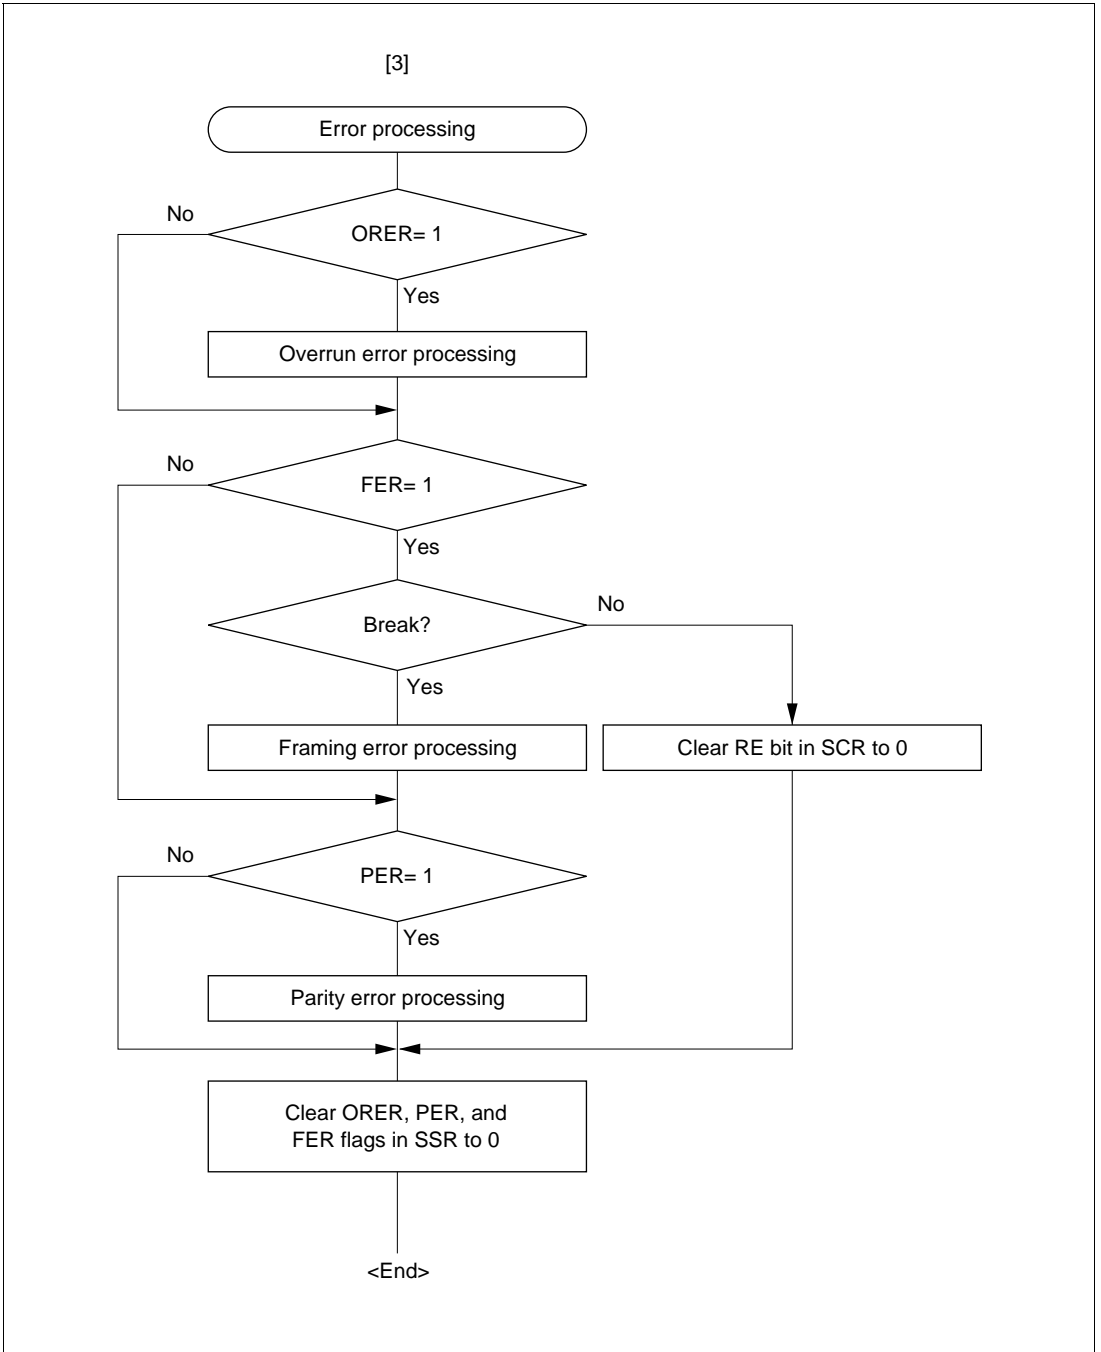 [3]
Error processing
No
ORER= 1
Yes
Overrun error processing
No
FER= 1
Yes
No
Break?
Yes
Framing error processing
Clear RE bit in SCR to 0
No
PER= 1
Yes
Parity error processing
Clear ORER, PER, and
FER flags in SSR to 0
<End>